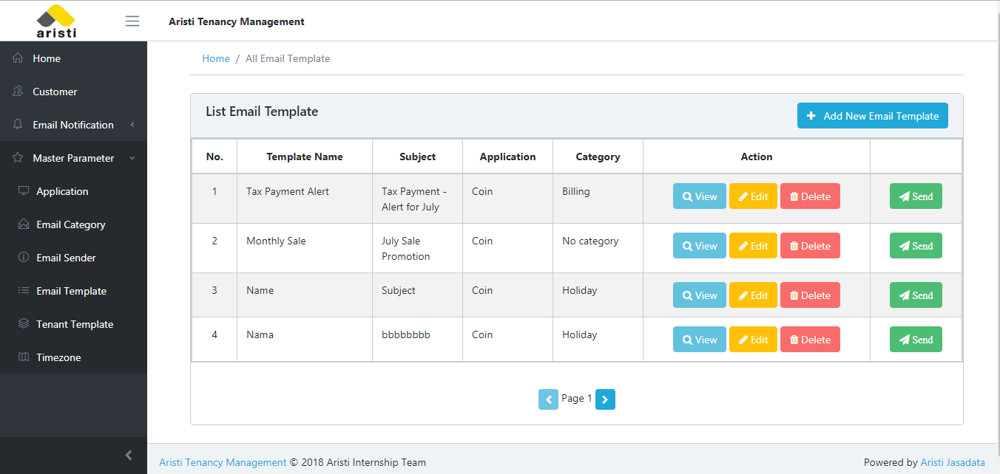 aristi
Aristi Tenancy Management
Home
Customer
Email Notification
Master Parameter
Application
Email Category
Email Sender
Email Template
Tenant Template
Timezone
Home / All Email Template
List Email Template
Add New Email Template
No. Template Name Subject Application Category Action
1 Tax Payment Alert Tax Payment - Coin Billing View Edit Delete Send
Alert for July
2 Monthly Sale July Sale Coin No category View Edit Delete Send
Promotion
3 Name Subject Coin Holiday View Edit Delete Send
4 Nama bbbbbbbb Coin Holiday View Edit Delete Send
Page 1
Aristi Tenancy Management © 2018 Aristi Internship Team
Powered by Aristi Jasadata